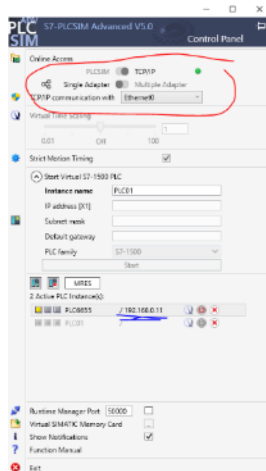 PLC
SIM
S7-PLCSIM Advanced V5.0
Control Panel
Online Access
PLCSIM TCP/IP
Single Adapter Multiple Adapter
TCP/IP communication with Ethernet0
Virtual Time Scaling
1
0.01 Off 100
Strict Motion Timing
Start Virtual S7-1500 PLC
Instance name PLC01
IP address [X1]
Subnet mask
Default gateway
PLC family S7-1500
Start
MRES
2 Active PLC Instance(s):
/ 192.168.0.11
PLC01 /
Runtime Manager Port 50000
Virtual SIMATIC Memory Card ...
Show Notifications
Function Manual
Exit